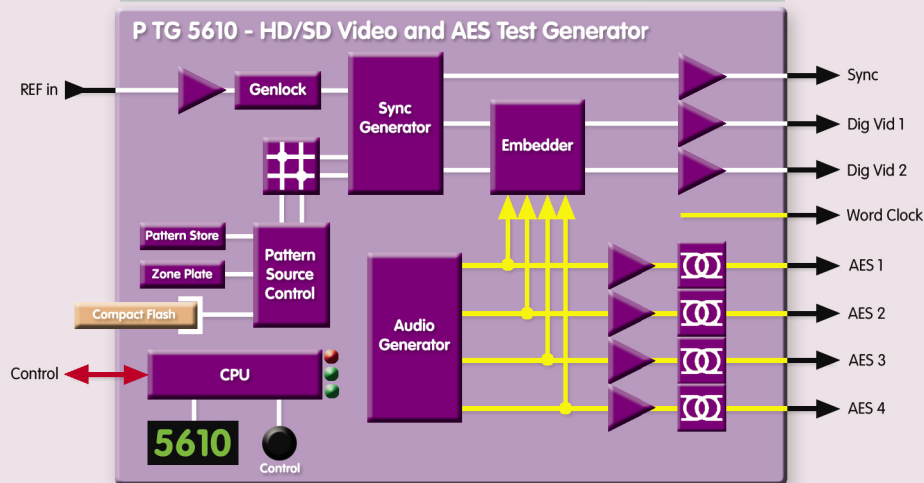 P TG 5610 - HD/SD Video and AES Test Generator
REF in
Genlock
Sync
Generator
Embedder
Sync
Dig Vid 1
Dig Vid 2
Word Clock
Pattern Store
Zone Plate
Compact Flash
Pattern
Source
Control
Audio
Generator
AES 1
AES 2
AES 3
AES 4
Control
CPU
5610
Control